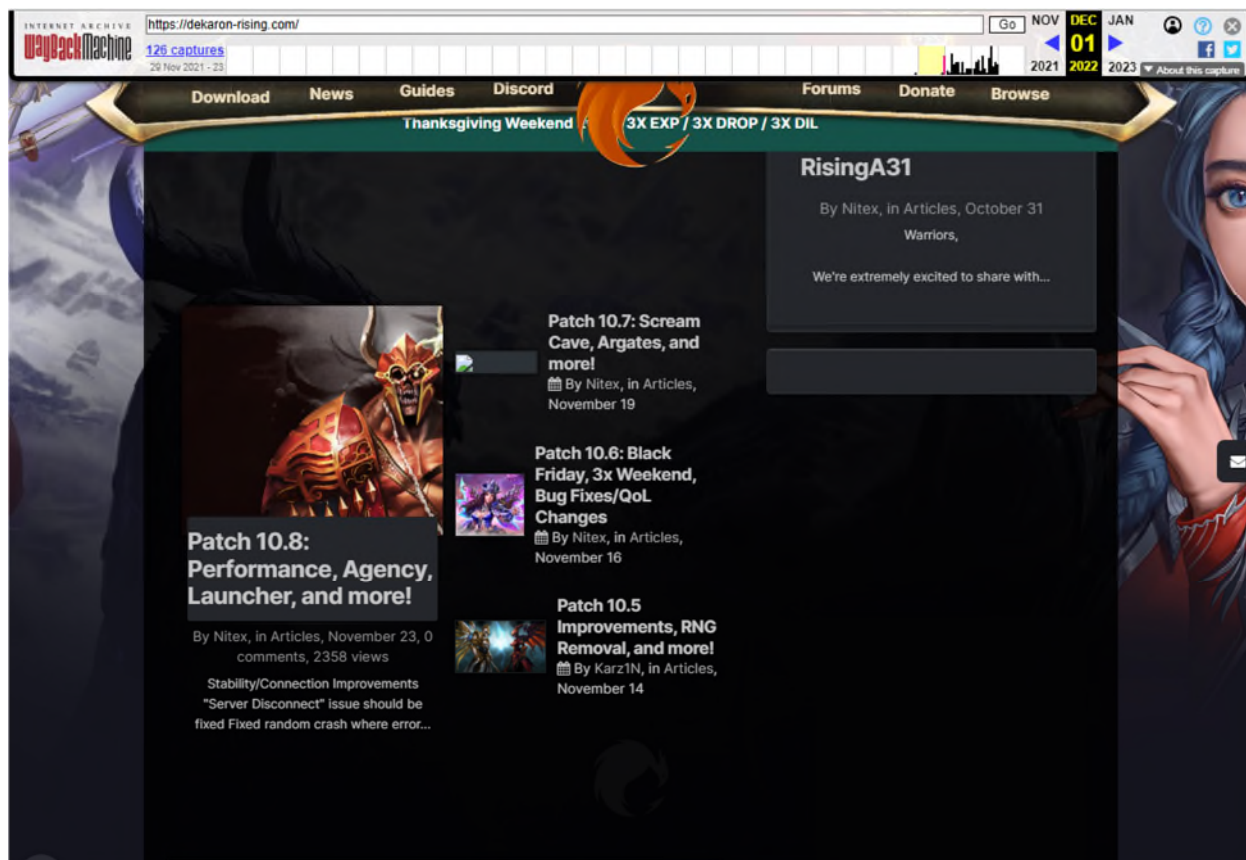 INTERNET ARCHIVE
WayBackMachine
https://dekaron-rising.com/
Go
126 captures
29 Nov 2021 - 23
NOV
DEC
JAN
01
2021
2022
2023
About this capture
Download
News
Guides
Discord
Forums
Donate
Browse
Thanksgiving Weekend
3X EXP / 3X DROP / 3X DIL
RisingA31
By Nitex, in Articles, October 31
Warriors,
We're extremely excited to share with...
Patch 10.8:
Performance, Agency,
Launcher, and more!
By Nitex, in Articles, November 23, 0
comments, 2358 views
Stability/Connection Improvements
"Server Disconnect" issue should be
fixed Fixed random crash where error...
Patch 10.7: Scream
Cave, Argates, and
more!
By Nitex, in Articles,
November 19
Patch 10.6: Black
Friday, 3x Weekend,
Bug Fixes/QoL
Changes
By Nitex, in Articles,
November 16
Patch 10.5
Improvements, RNG
Removal, and more!
By Karz1N, in Articles,
November 14